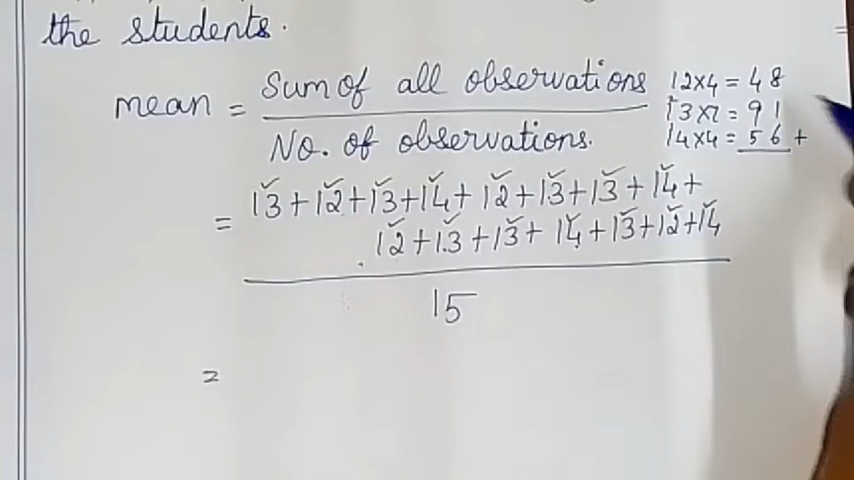 the students.
mean = Sum of all observations
No. of observations.
12×4 = 48
13×7 = 91
14×4 = 56 +
= 13+12+13+14+12+13+13+14+
12+13+13+14+13+12+14
15
=